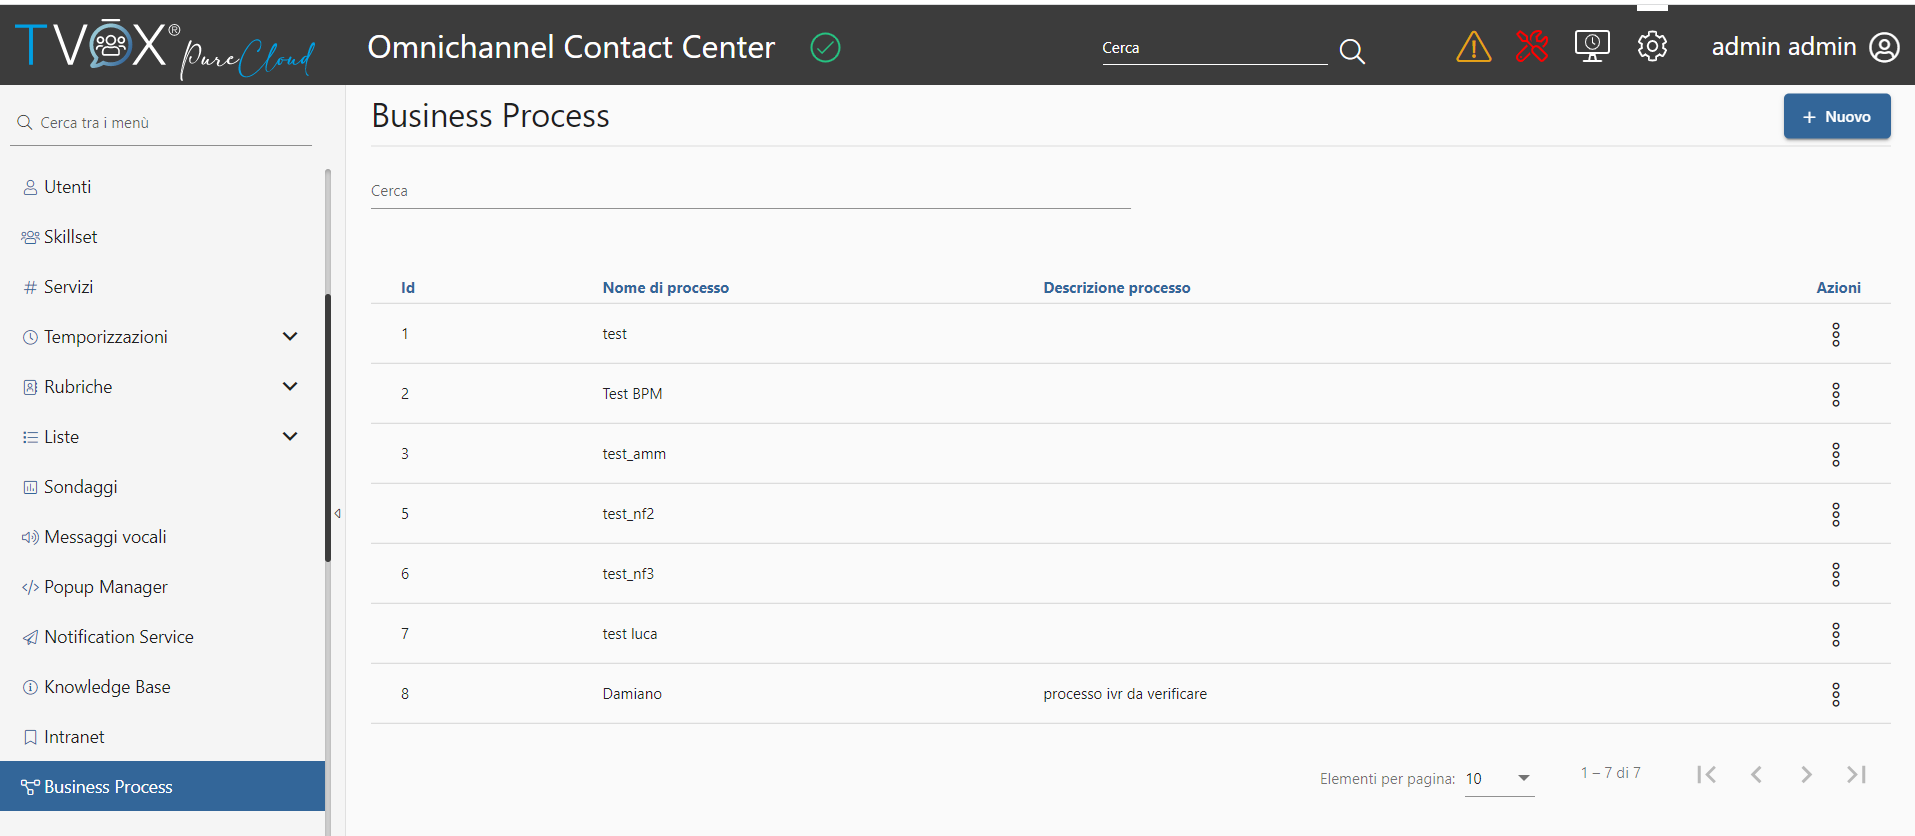 TVOX® PureCloud
Omnichannel Contact Center
Cerca
admin admin
Cerca tra i menù
Utenti
Skillset
Servizi
Temporizzazioni
Rubriche
Liste
Sondaggi
Messaggi vocali
Popup Manager
Notification Service
Knowledge Base
Intranet
Business Process
Business Process
+ Nuovo
Cerca
Id Nome di processo Descrizione processo Azioni
1 test
2 Test BPM
3 test_amm
5 test_nf2
6 test_nf3
7 test luca
8 Damiano processo ivr da verificare
Elementi per pagina: 10 1 – 7 di 7